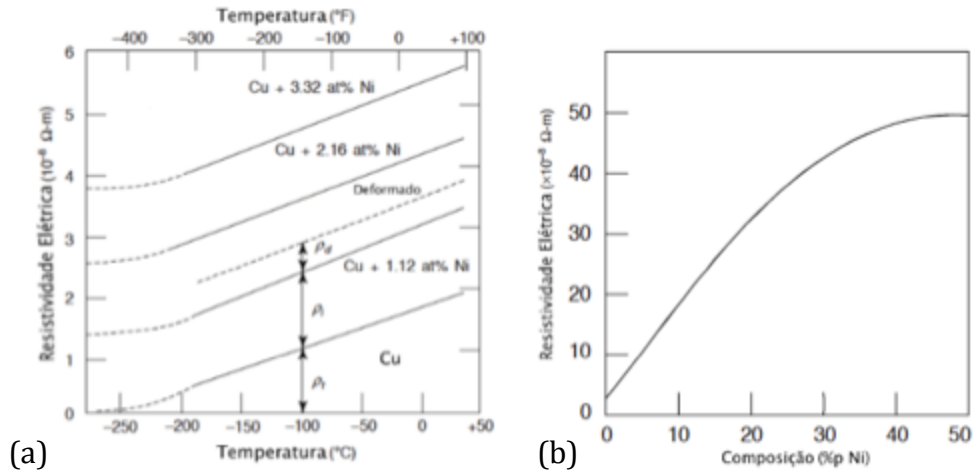 Temperatura (°F)
−400 −300 −200 −100 0 +100
Resistividade Elétrica (10⁻⁸ Ω-m)
6
5
4
3
2
1
0
Cu + 3.32 at% Ni
Cu + 2.16 at% Ni
Deformado
ρd
Cu + 1.12 at% Ni
ρi
Cu
ρt
−250 −200 −150 −100 −50 0 +50
Temperatura (°C)
(a)
Resistividade Elétrica (×10⁻⁸ Ω-m)
50
40
30
20
10
0
0 10 20 30 40 50
Composição (%p Ni)
(b)